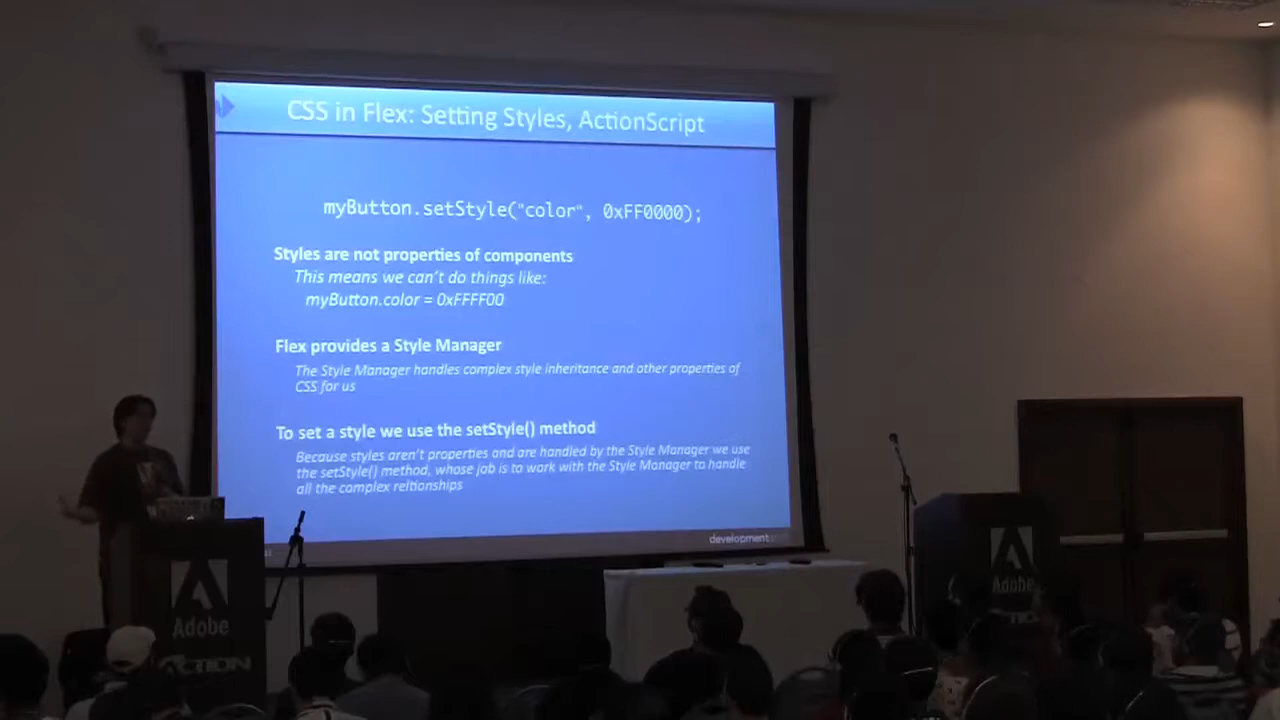 CSS in Flex: Setting Styles, ActionScript
myButton.setStyle("color", 0xFF0000);
Styles are not properties of components
This means we can't do things like:
myButton.color = 0xFFFF00
Flex provides a Style Manager
The Style Manager handles complex style inheritance and other properties of
CSS for us
To set a style we use the setStyle() method
Because styles aren't properties and are handled by the Style Manager we use
the setStyle() method, whose job is to work with the Style Manager to handle
all the complex reltionships
development
Adobe
ACTION
Adobe